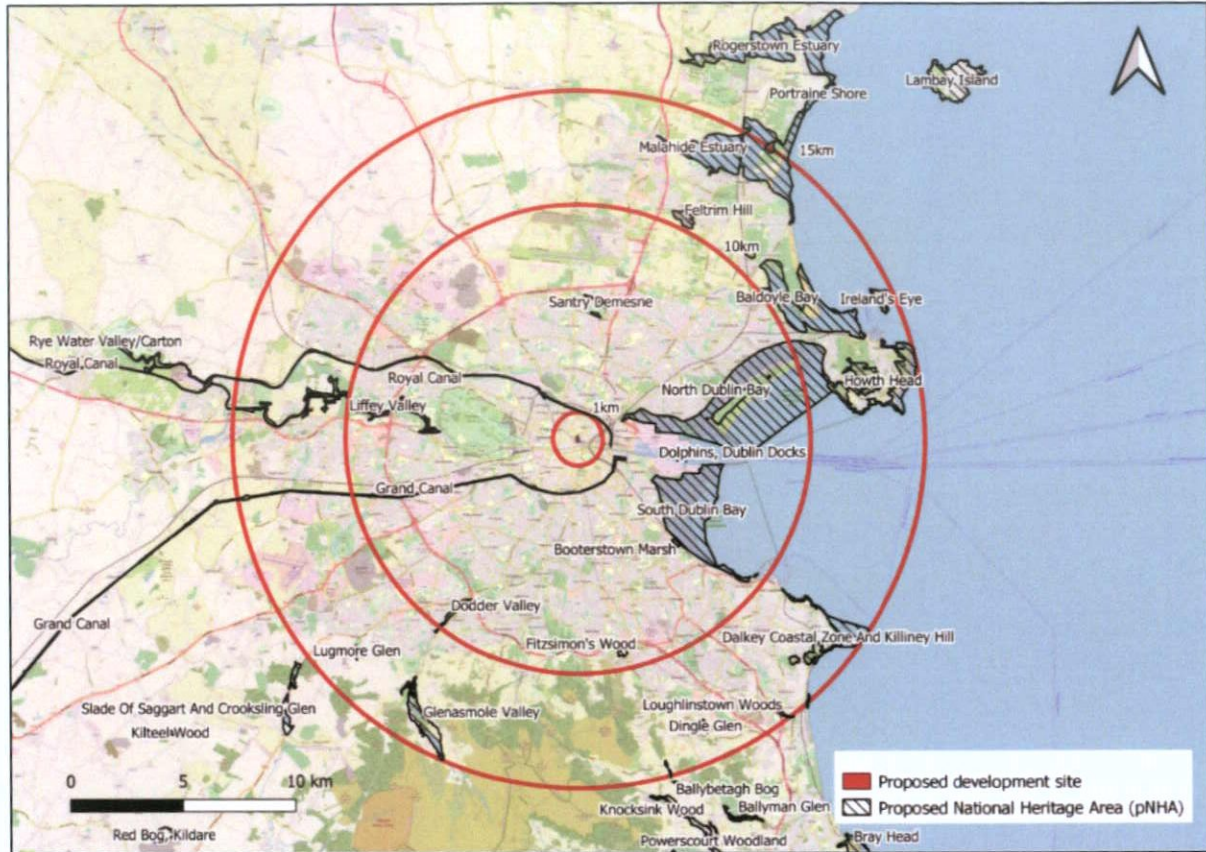 Rogerstown Estuary
Lambay Island
Portraine Shore
Malahide Estuary
15km
Feltrim Hill
10km
Baldoyle Bay
Ireland's Eye
Santry Demesne
Rye Water Valley/Carton
Royal Canal
Royal Canal
North Dublin Bay
Howth Head
Liffey Valley
1km
Dolphins, Dublin Docks
Grand Canal
South Dublin Bay
Booterstown Marsh
Dodder Valley
Grand Canal
Fitzsimon's Wood
Dalkey Coastal Zone And Killiney Hill
Lugmore Glen
Slade Of Saggart And Crooksling Glen
Glenasmole Valley
Loughlinstown Woods
Dingle Glen
Kilteel Wood
0 5 10 km
Proposed development site
Proposed National Heritage Area (pNHA)
Ballybetagh Bog
Knocksink Wood
Ballyman Glen
Red Bog, Kildare
Powerscourt Woodland
Bray Head